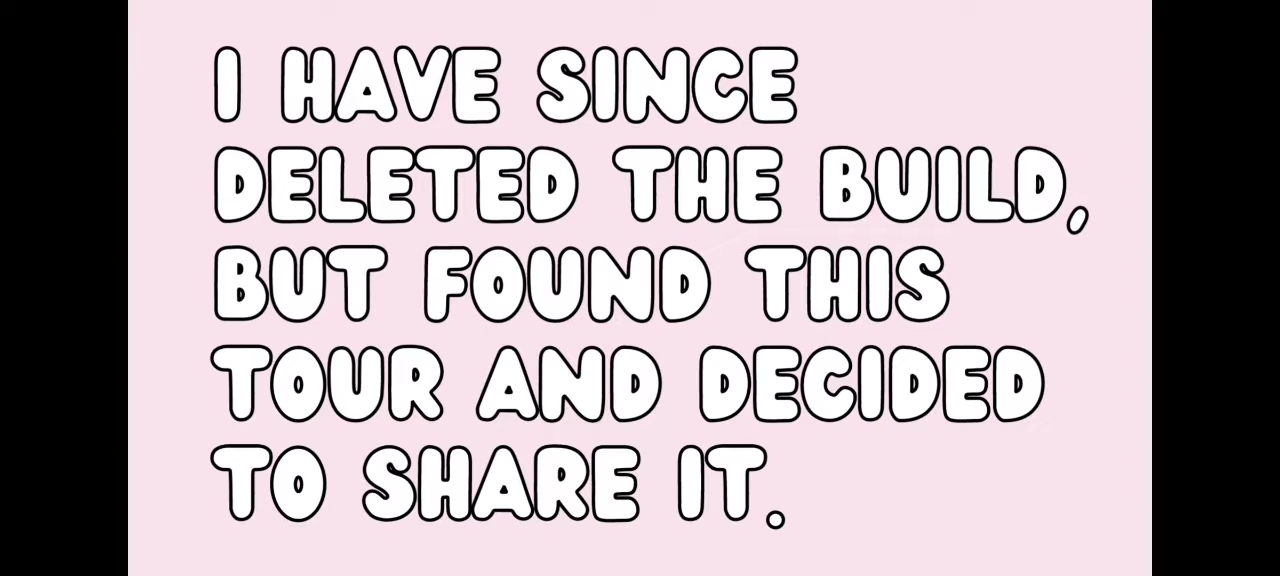 I HAVE SINCE
DELETED THE BUILD,
BUT FOUND THIS
TOUR AND DECIDED
TO SHARE IT.